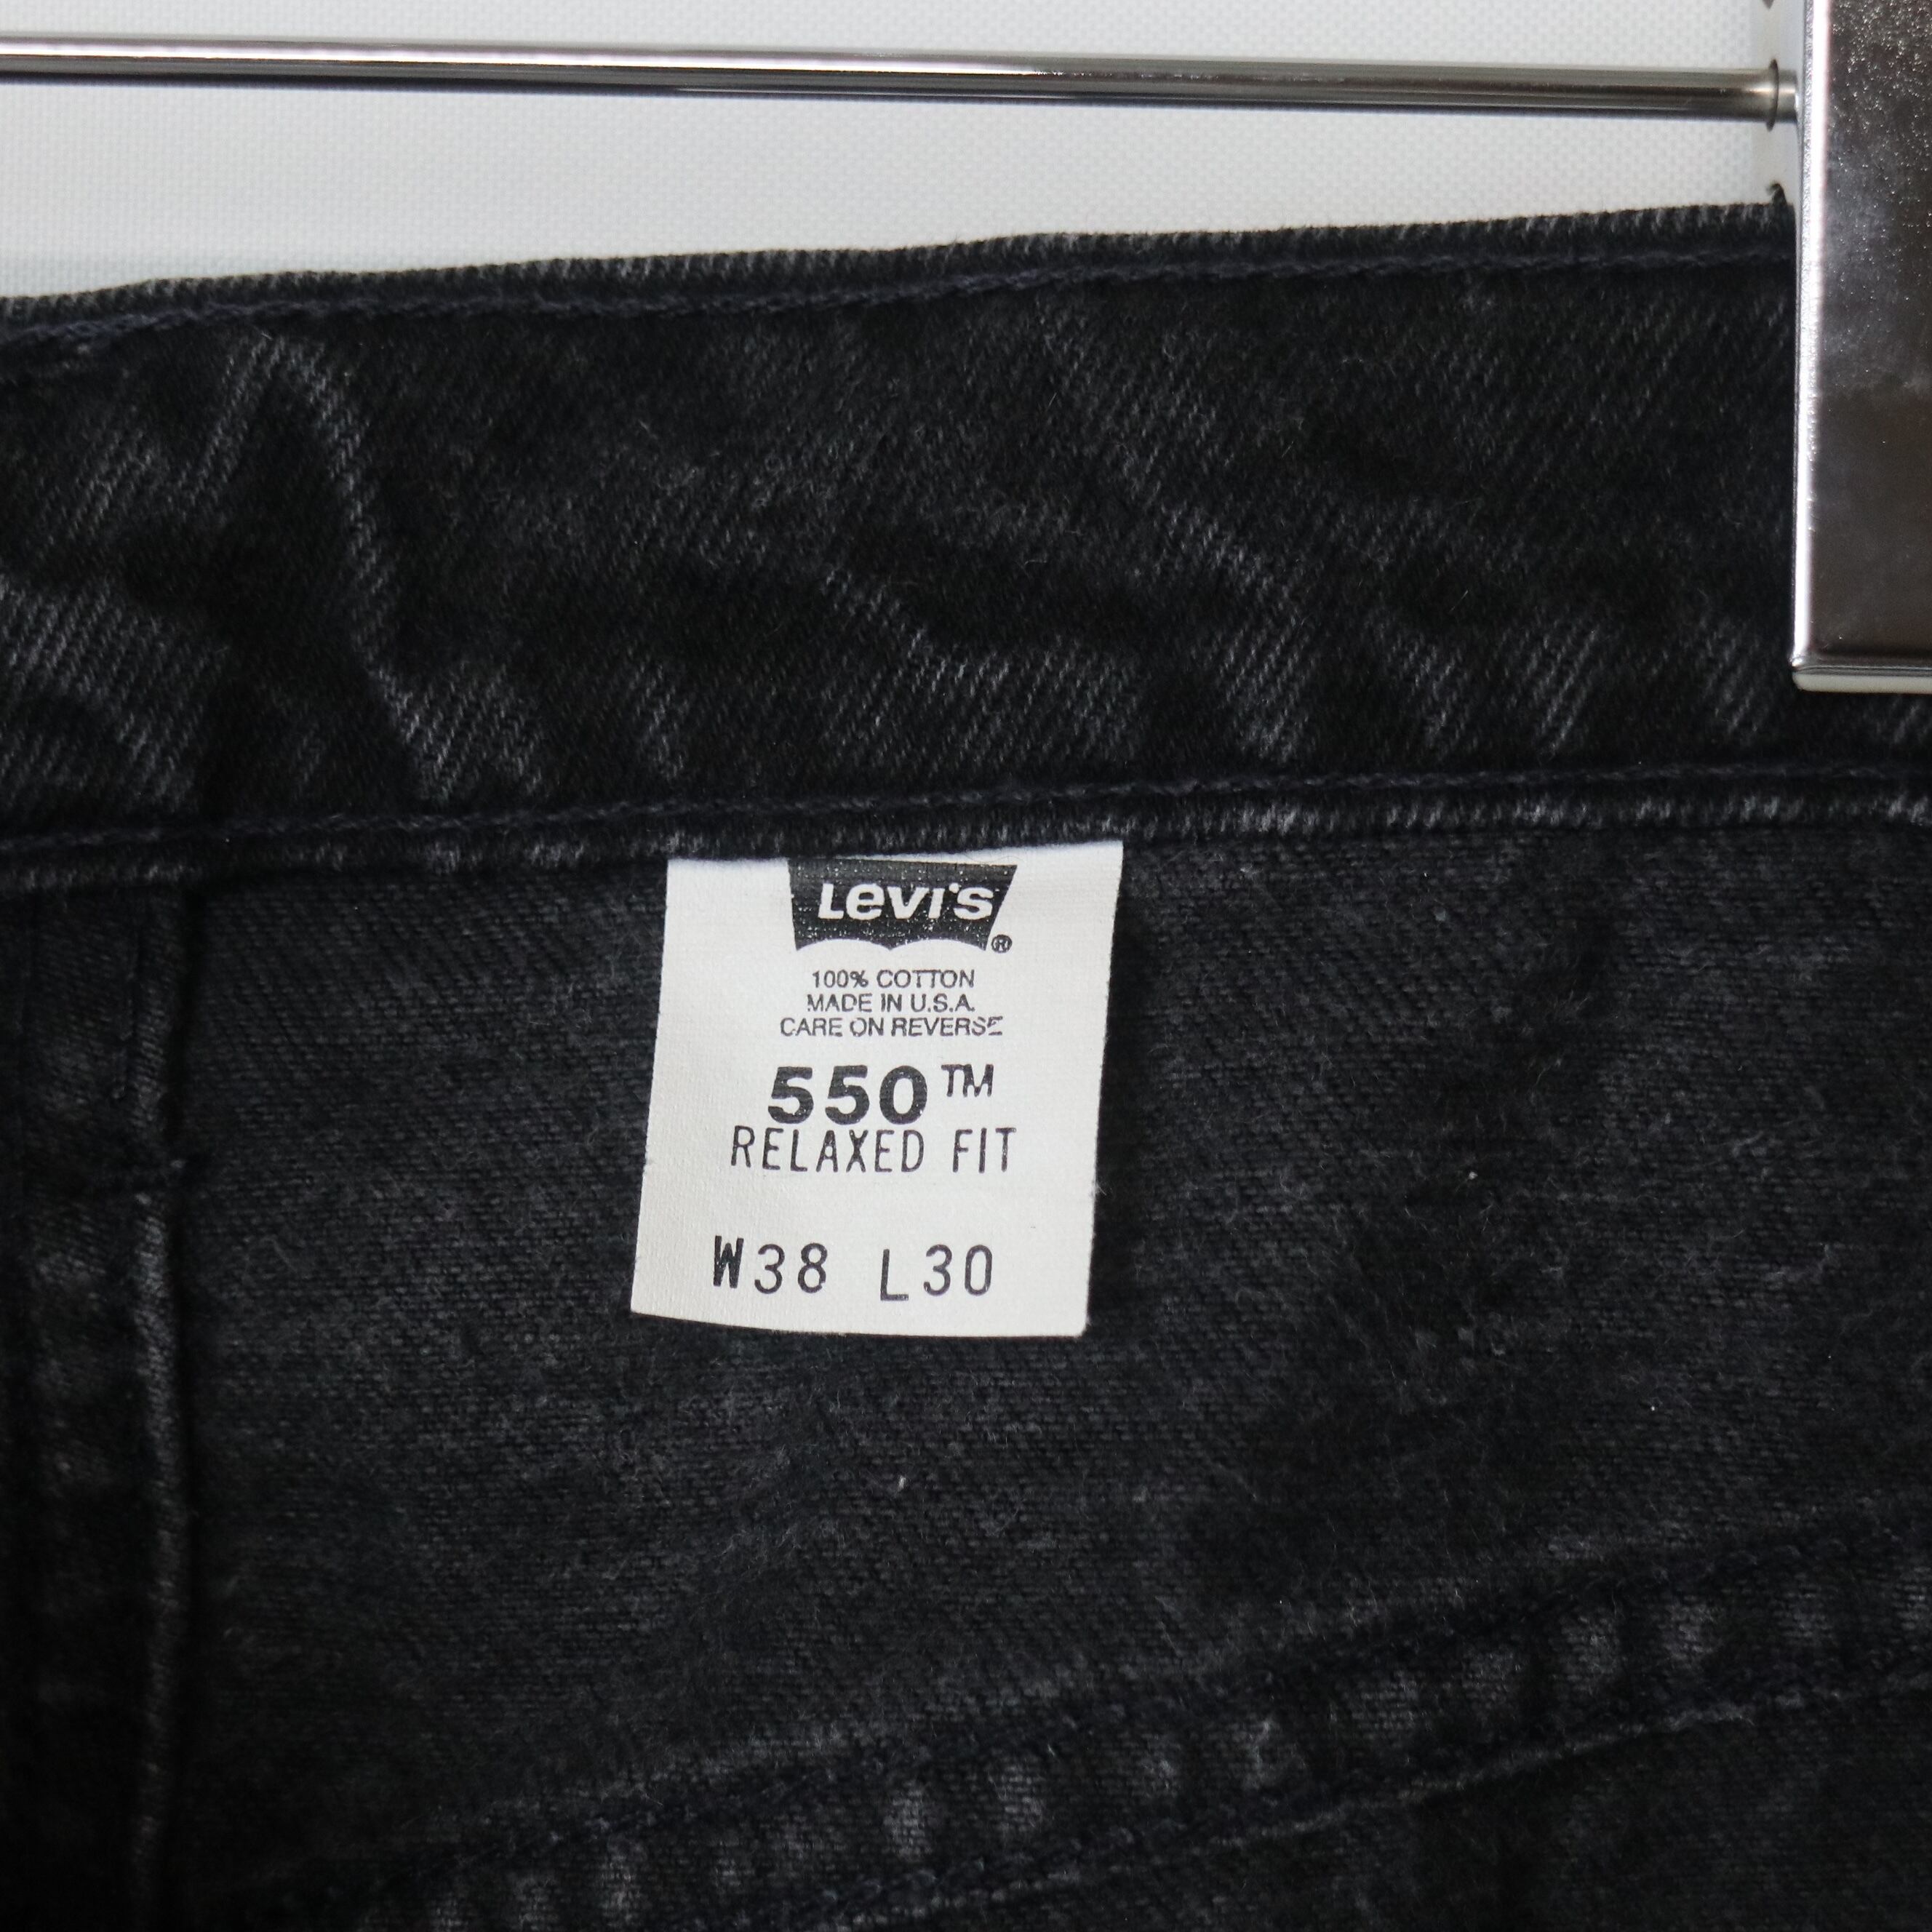 Levi's ®
100% COTTON
MADE IN U.S.A.
CARE ON REVERSE
550™
RELAXED FIT
W38 L30